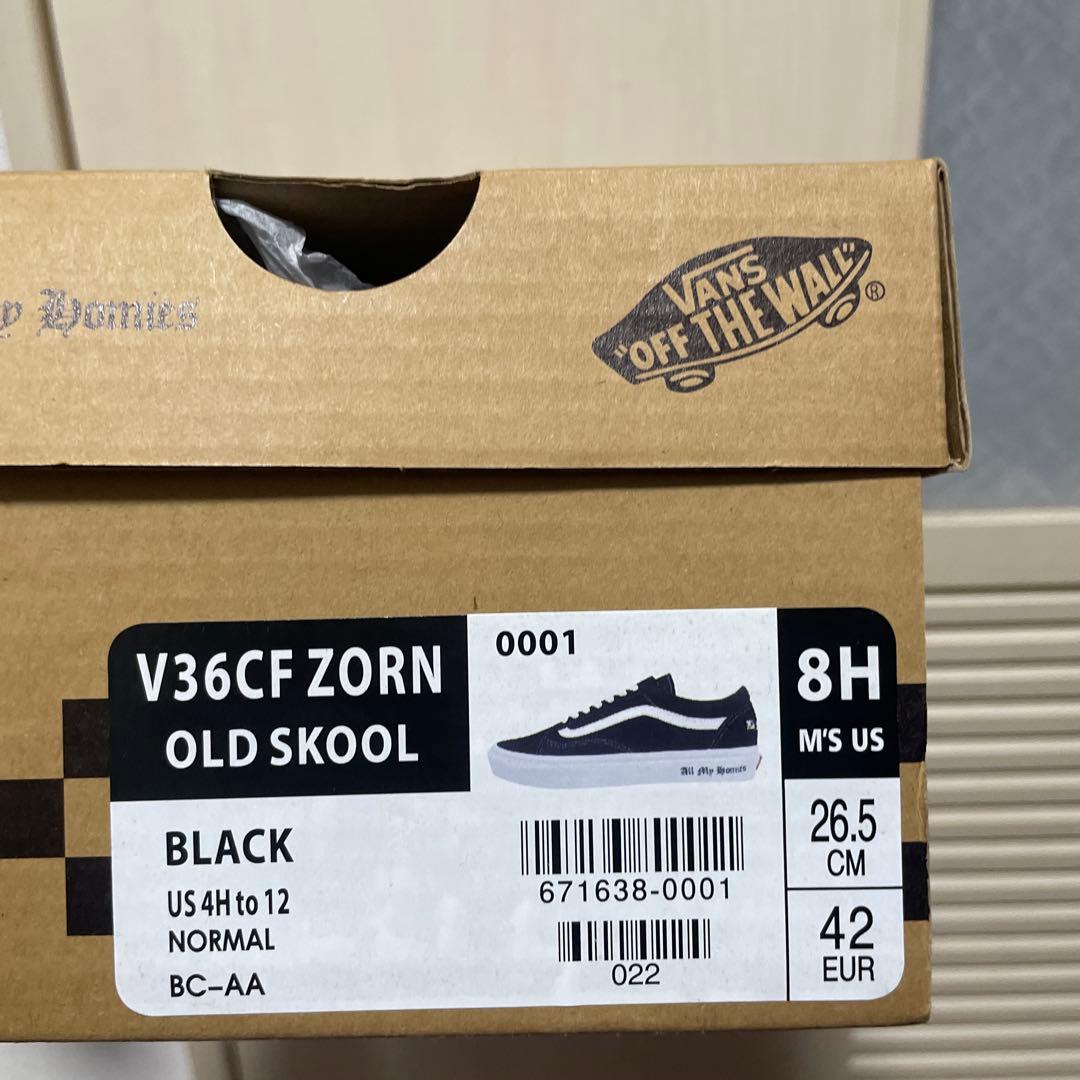 y Homies
VANS
"OFF THE WALL"
®
V36CF ZORN
OLD SKOOL
0001
8H
M'S US
All My Homies
BLACK
US 4H to 12
NORMAL
BC-AA
671638-0001
022
26.5
CM
42
EUR